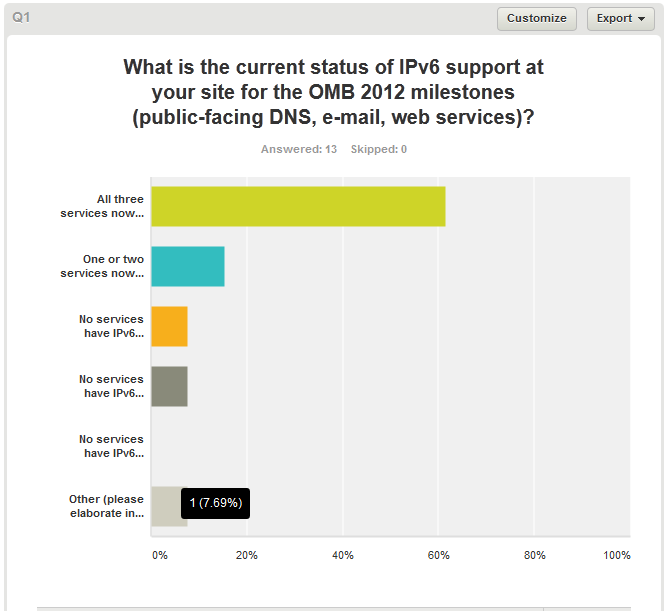 Q1
Customize
Export
What is the current status of IPv6 support at
your site for the OMB 2012 milestones
(public-facing DNS, e-mail, web services)?
Answered: 13 Skipped: 0
All three
services now...
One or two
services now...
No services
have IPv6...
No services
have IPv6...
No services
have IPv6...
Other (please
elaborate in...
1 (7.69%)
0% 20% 40% 60% 80% 100%